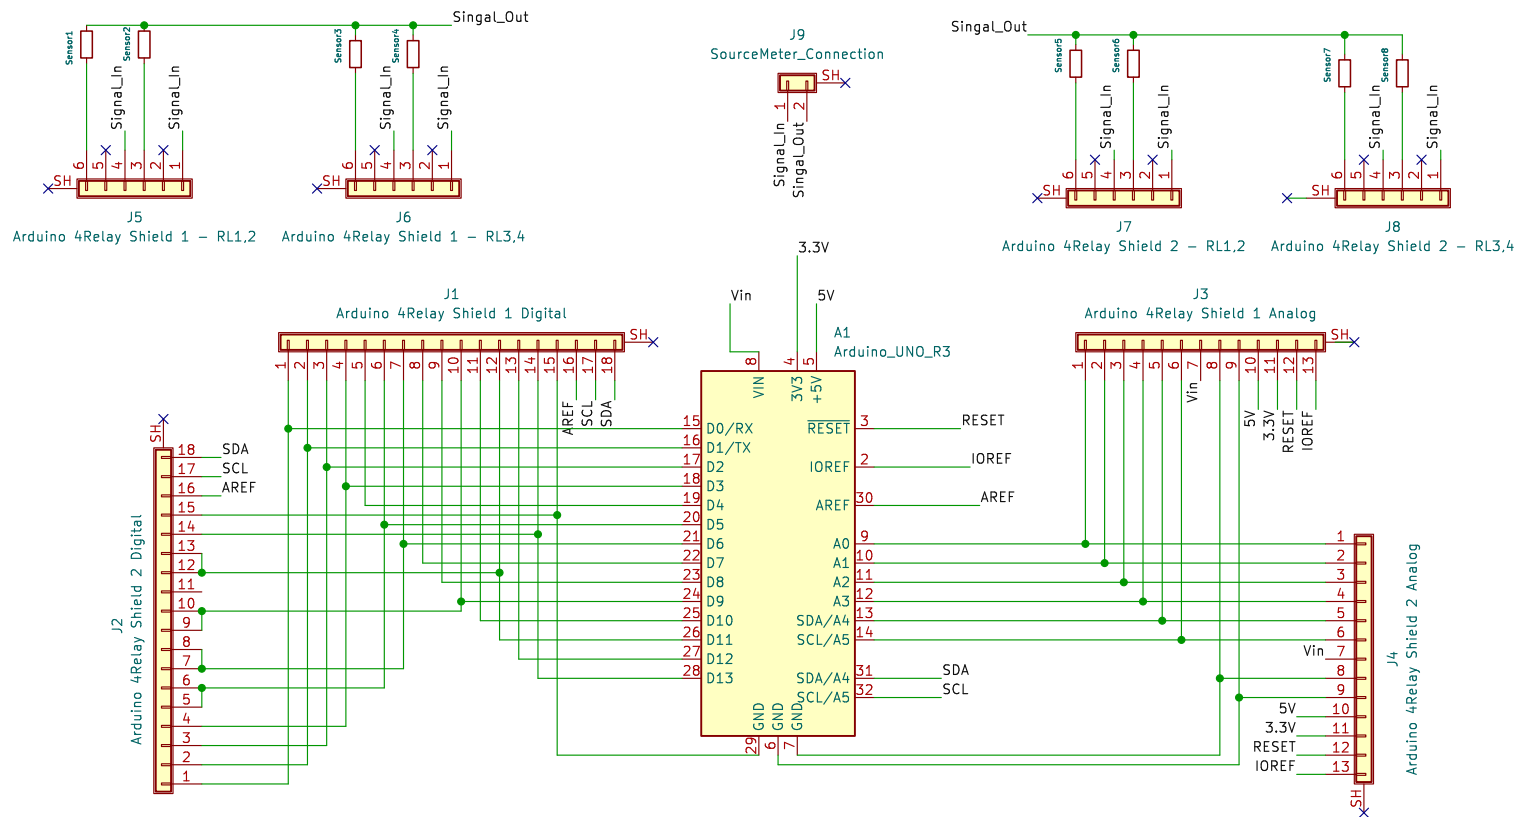 Singal_Out
Sensor1
Sensor2
Sensor3
Sensor4
Signal_In
Signal_In
Signal_In
Signal_In
6
5
4
3
2
1
6
5
4
3
2
1
SH
SH
J5
Arduino 4Relay Shield 1 - RL1,2
J6
Arduino 4Relay Shield 1 - RL3,4
J9
SourceMeter_Connection
SH
1
2
Signal_In
Singal_Out
Singal_Out
Sensor5
Sensor6
Sensor7
Sensor8
Signal_In
Signal_In
Signal_In
Signal_In
6
5
4
3
2
1
6
5
4
3
2
1
SH
SH
J7
Arduino 4Relay Shield 2 - RL1,2
J8
Arduino 4Relay Shield 2 - RL3,4
J1
Arduino 4Relay Shield 1 Digital
SH
1
2
3
4
5
6
7
8
9
10
11
12
13
14
15
16
17
18
AREF
SCL
SDA
3.3V
Vin
5V
A1
Arduino_UNO_R3
8
4
5
VIN
3V3
+5V
15 D0/RX
16 D1/TX
17 D2
18 D3
19 D4
20 D5
21 D6
22 D7
23 D8
24 D9
25 D10
26 D11
27 D12
28 D13
RESET 3 RESET
IOREF 2 IOREF
AREF 30 AREF
A0 9
A1 10
A2 11
A3 12
SDA/A4 13
SCL/A5 14
SDA/A4 31 SDA
SCL/A5 32 SCL
GND
GND
GND
29
6
7
J3
Arduino 4Relay Shield 1 Analog
SH
1
2
3
4
5
6
7
8
9
10
11
12
13
Vin
5V
3.3V
RESET
IOREF
SH
18 SDA
17 SCL
16 AREF
15
14
13
12
11
10
9
8
7
6
5
4
3
2
1
J2
Arduino 4Relay Shield 2 Digital
1
2
3
4
5
6
Vin 7
8
9
5V 10
3.3V 11
RESET 12
IOREF 13
SH
J4
Arduino 4Relay Shield 2 Analog